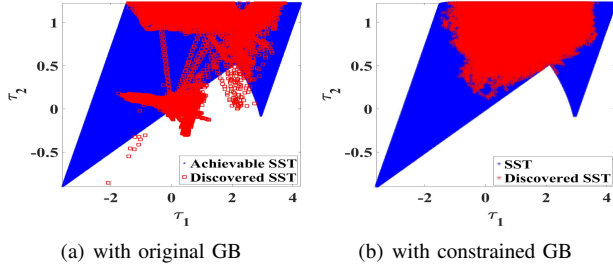 1
0.5
0
-0.5
τ2
-2
0
2
4
τ1
Achievable SST
Discovered SST
(a) with original GB
1
0.5
0
-0.5
τ2
-2
0
2
4
τ1
SST
Discovered SST
(b) with constrained GB